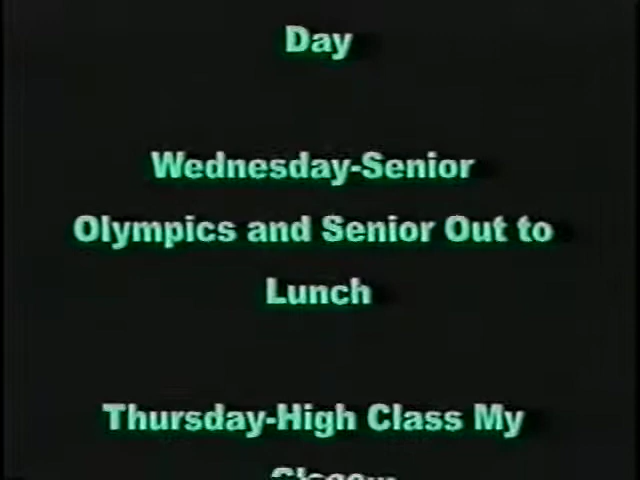 Day
Wednesday-Senior
Olympics and Senior Out to
Lunch
Thursday-High Class My